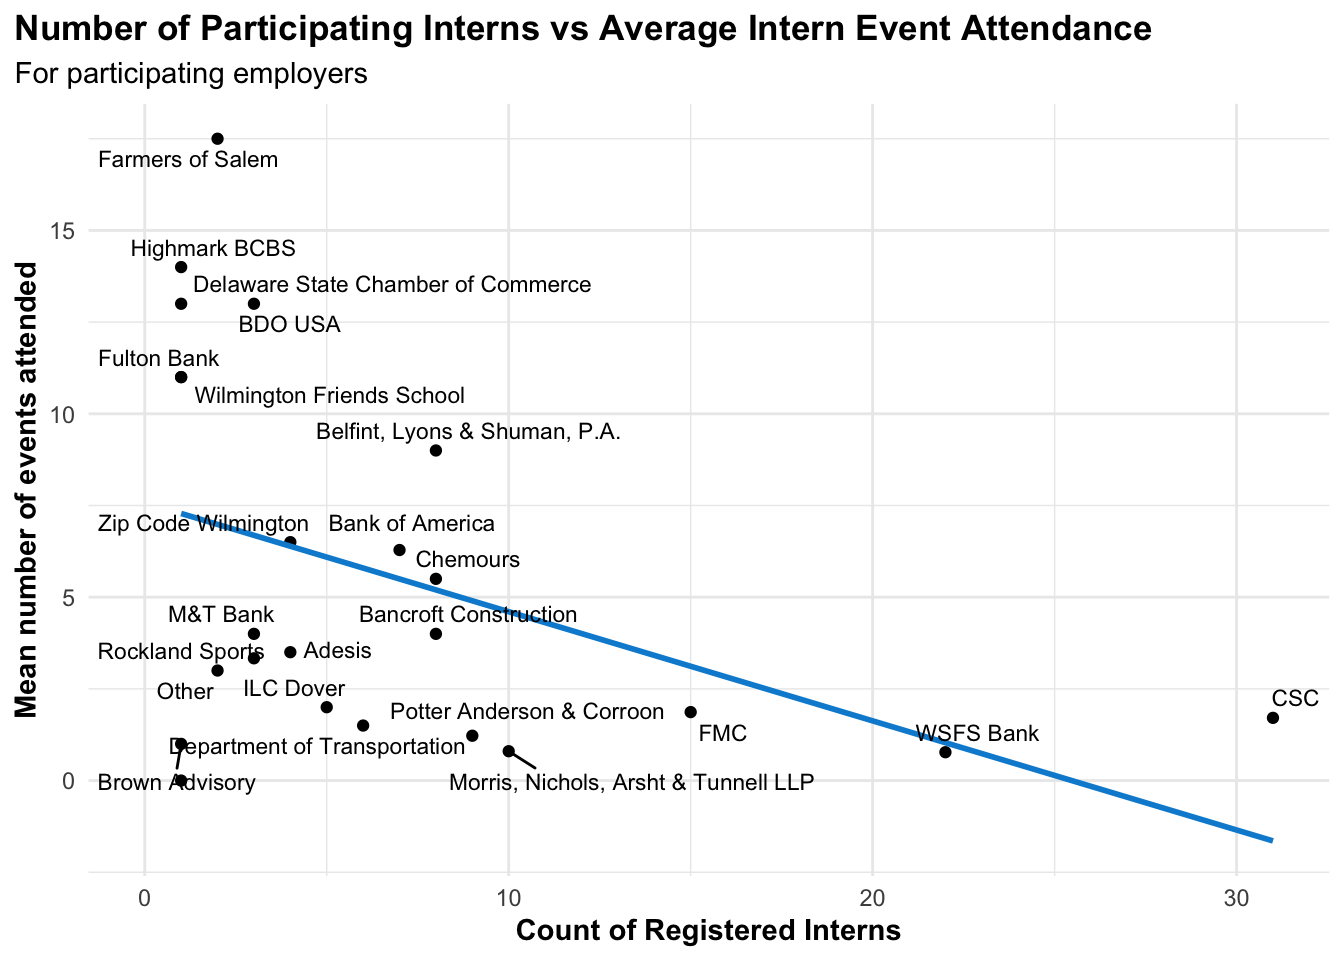 Number of Participating Interns vs Average Intern Event Attendance
For participating employers
Farmers of Salem
15
Highmark BCBS
Delaware State Chamber of Commerce
BDO USA
Fulton Bank
Wilmington Friends School
10
Belfint, Lyons & Shuman, P.A.
Zip Code Wilmington
Bank of America
Chemours
5
M&T Bank
Bancroft Construction
Rockland Sports
Adesis
Other
ILC Dover
Potter Anderson & Corroon
CSC
FMC
WSFS Bank
Department of Transportation
0
Brown Advisory
Morris, Nichols, Arsht & Tunnell LLP
Mean number of events attended
0
10
20
30
Count of Registered Interns